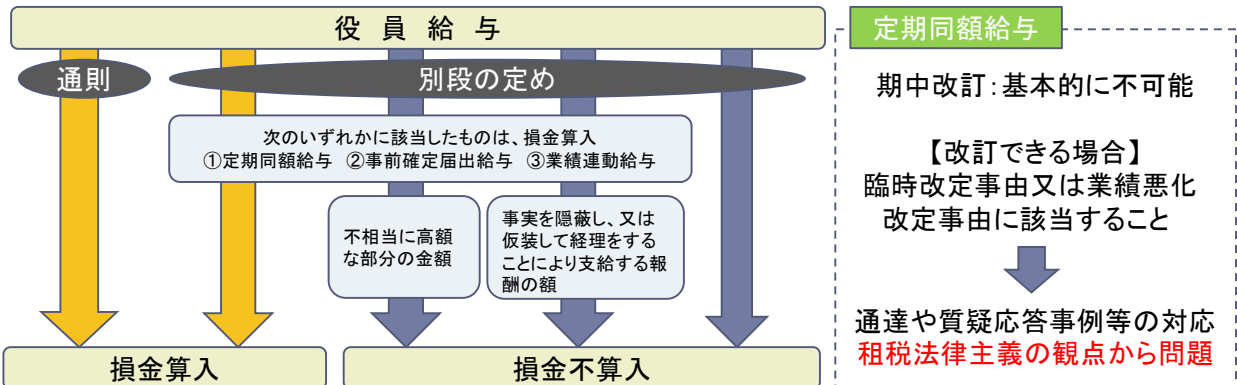 役員給与
通則
別段の定め
次のいずれかに該当したものは、損金算入
①定期同額給与 ②事前確定届出給与 ③業績連動給与
不相当に高額
な部分の金額
事実を隠蔽し、又は
仮装して経理をする
ことにより支給する報
酬の額
損金算入
損金不算入
定期同額給与
期中改訂：基本的に不可能
【改訂できる場合】
臨時改定事由又は業績悪化
改定事由に該当すること
通達や質疑応答事例等の対応
租税法律主義の観点から問題